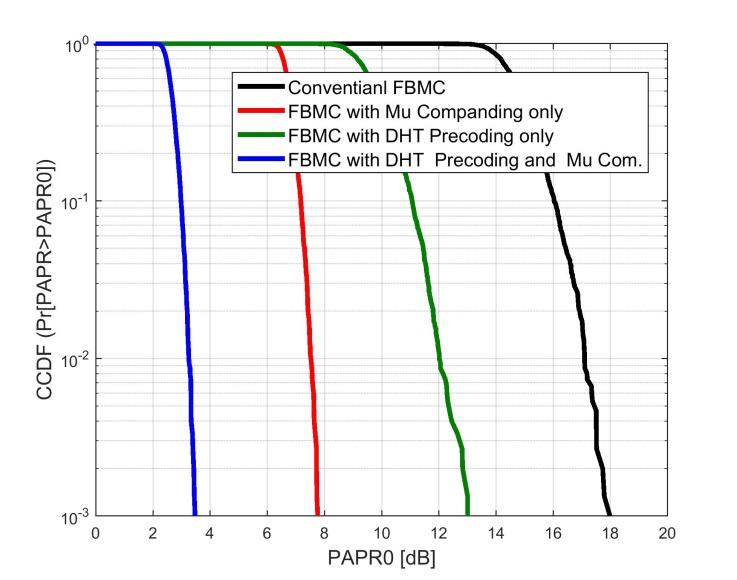 10^0
10^-1
10^-2
10^-3
CCDF (Pr[PAPR>PAPR0])
Conventianl FBMC
FBMC with Mu Companding only
FBMC with DHT Precoding only
FBMC with DHT  Precoding and  Mu Com.
0 2 4 6 8 10 12 14 16 18 20
PAPR0 [dB]